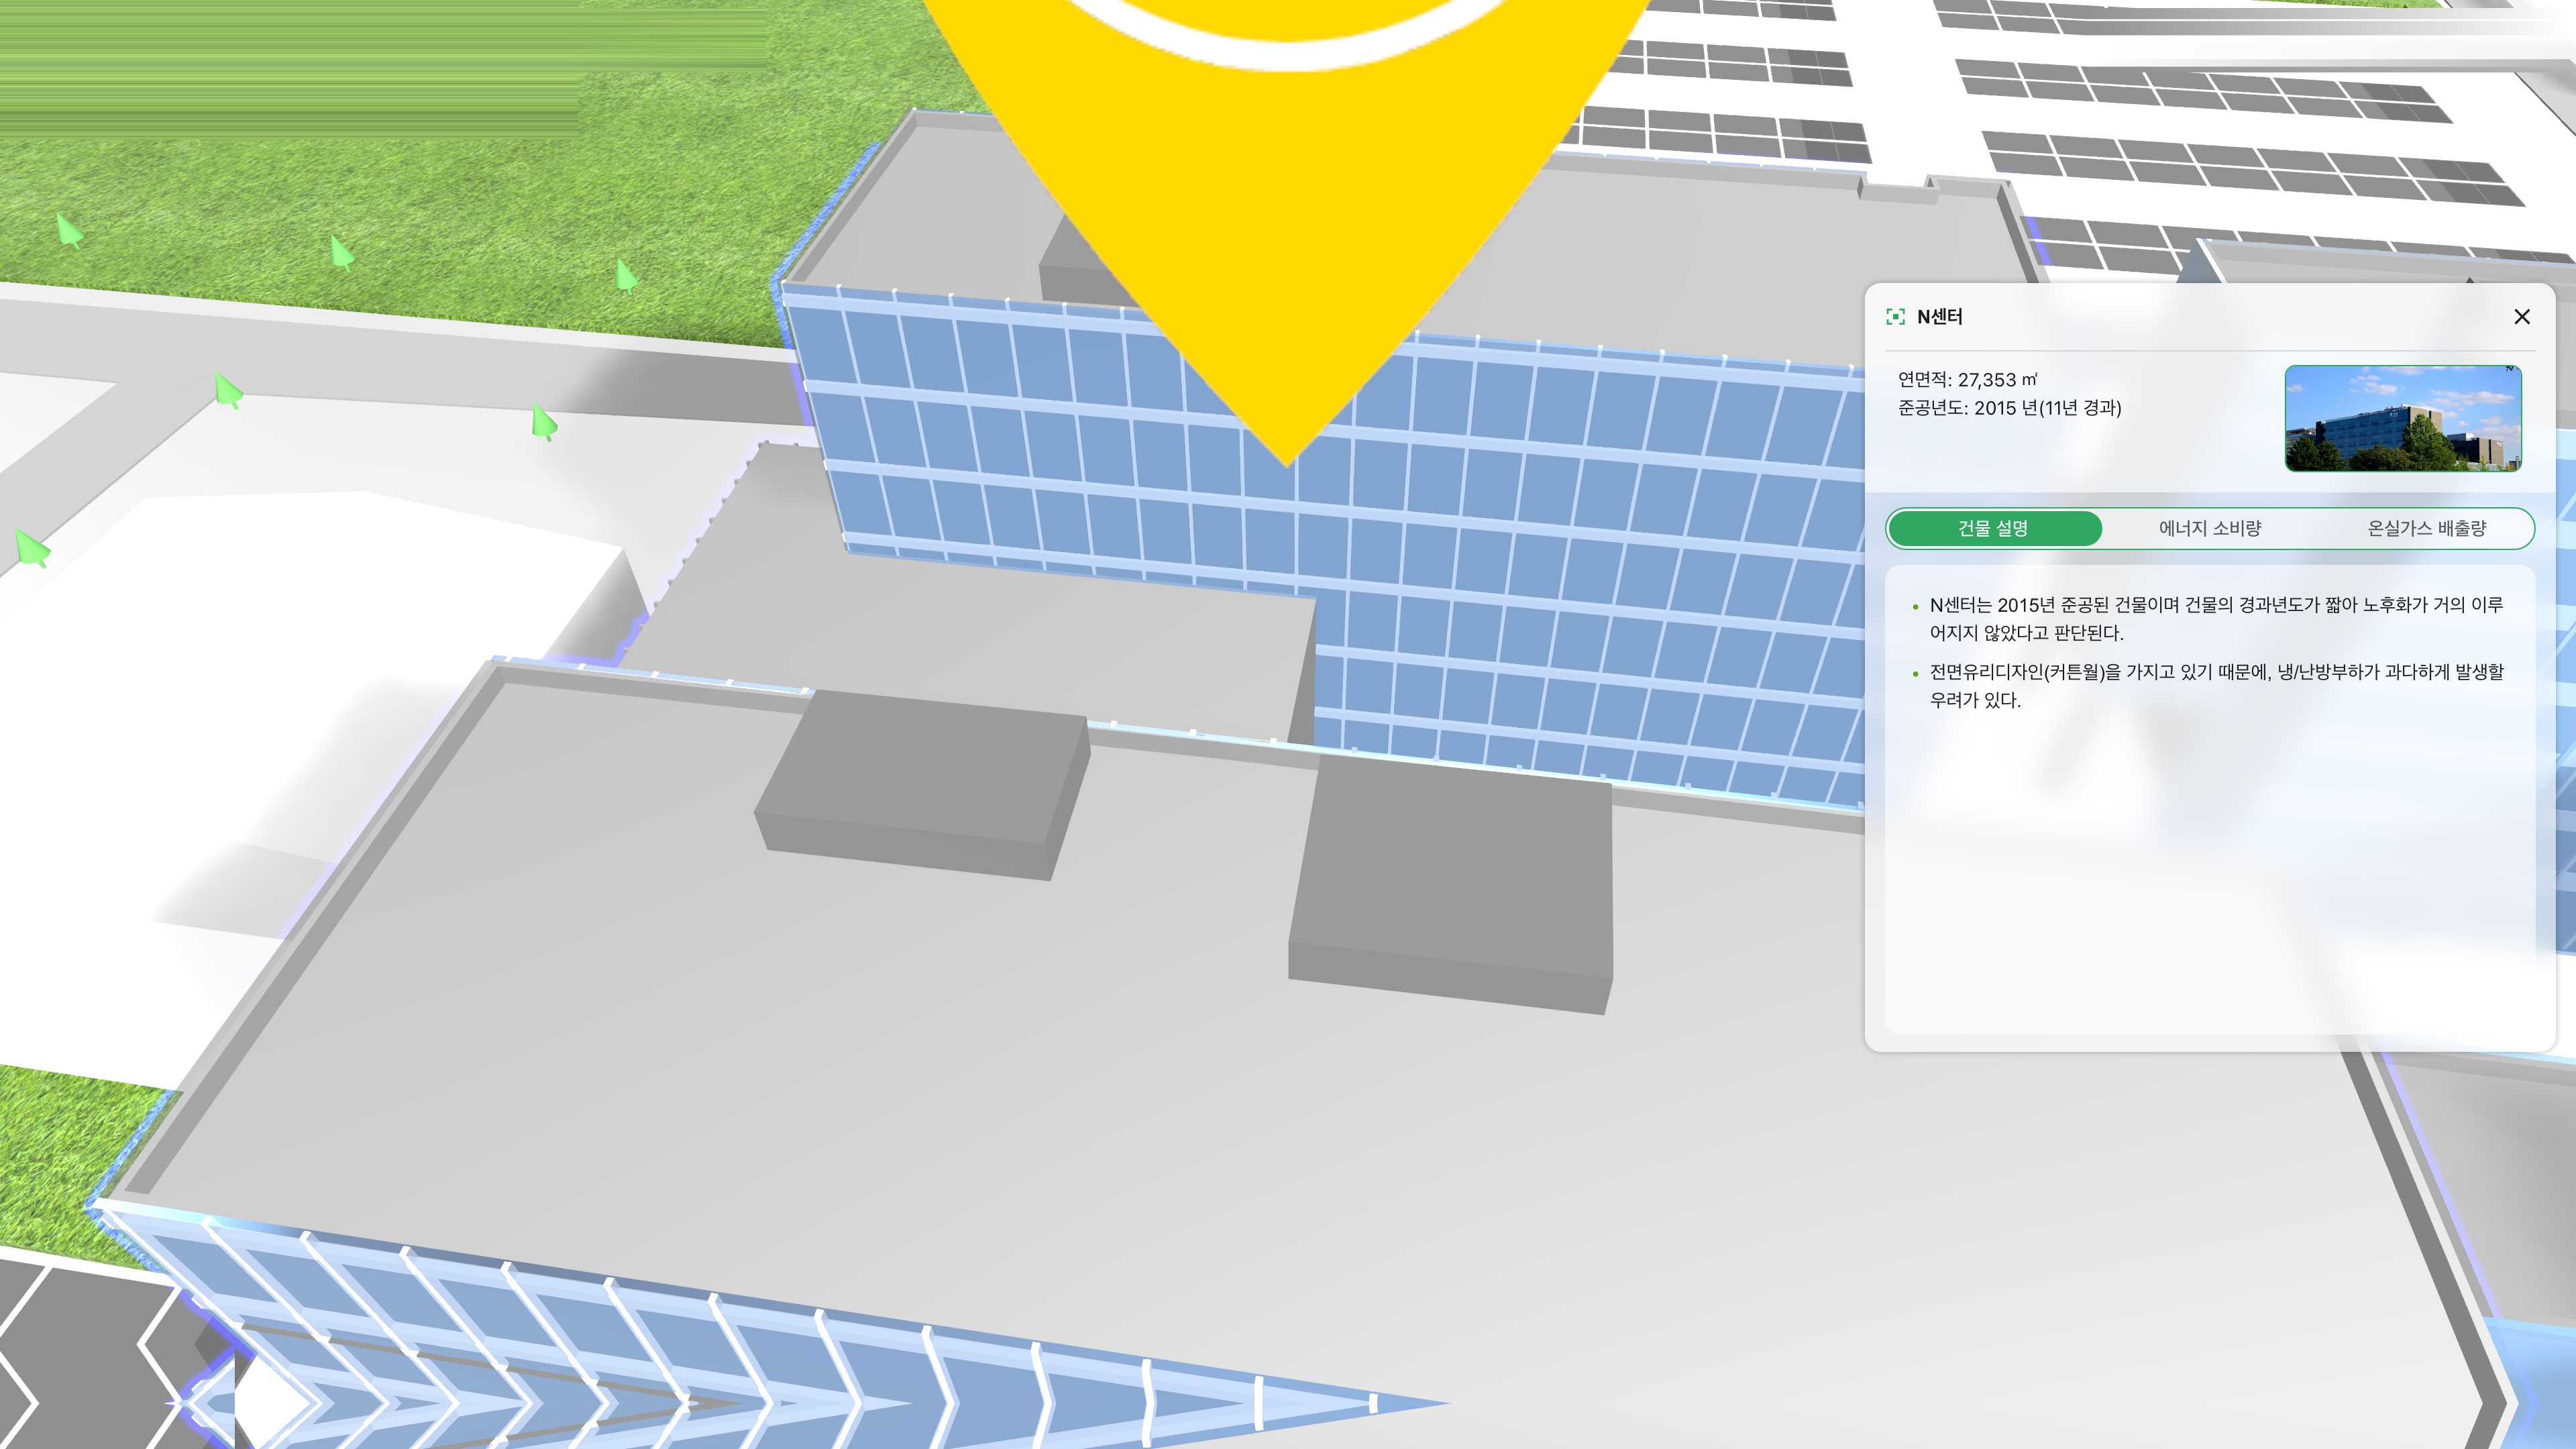 N센터
연면적: 27,353 ㎡
준공년도: 2015 년(11년 경과)
건물 설명
에너지 소비량
온실가스 배출량
N센터는 2015년 준공된 건물이며 건물의 경과년도가 짧아 노후화가 거의 이루
어지지 않았다고 판단된다.
전면유리디자인(커튼월)을 가지고 있기 때문에, 냉/난방부하가 과다하게 발생할
우려가 있다.